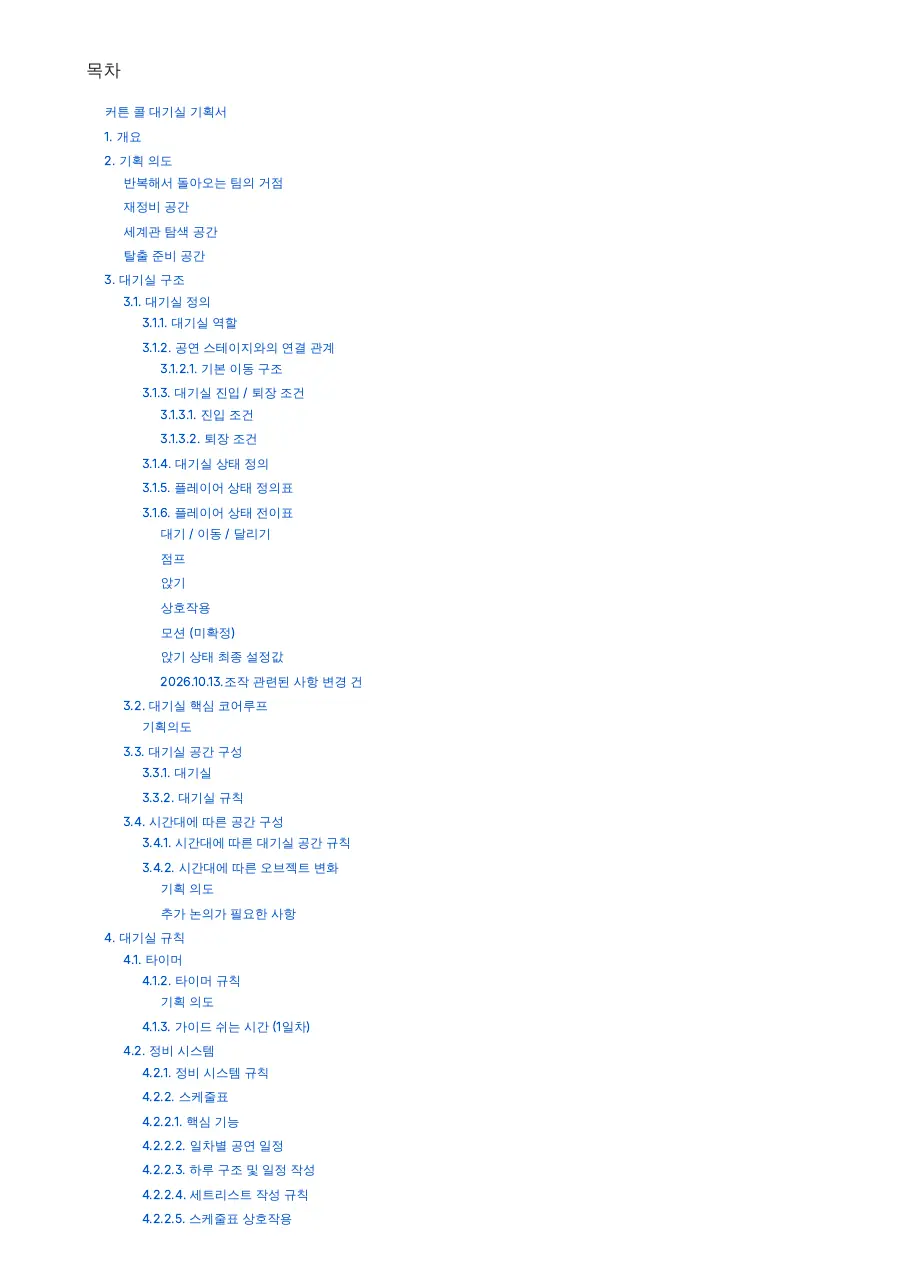 목차
커튼 콜 대기실 기획서
1. 개요
2. 기획 의도
반복해서 돌아오는 팀의 거점
재정비 공간
세계관 탐색 공간
탈출 준비 공간
3. 대기실 구조
3.1. 대기실 정의
3.1.1. 대기실 역할
3.1.2. 공연 스테이지와의 연결 관계
3.1.2.1. 기본 이동 구조
3.1.3. 대기실 진입 / 퇴장 조건
3.1.3.1. 진입 조건
3.1.3.2. 퇴장 조건
3.1.4. 대기실 상태 정의
3.1.5. 플레이어 상태 정의표
3.1.6. 플레이어 상태 전이표
대기 / 이동 / 달리기
점프
앉기
상호작용
모션 (미확정)
앉기 상태 최종 설정값
2026.10.13.조작 관련된 사항 변경 건
3.2. 대기실 핵심 코어루프
기획의도
3.3. 대기실 공간 구성
3.3.1. 대기실
3.3.2. 대기실 규칙
3.4. 시간대에 따른 공간 구성
3.4.1. 시간대에 따른 대기실 공간 규칙
3.4.2. 시간대에 따른 오브젝트 변화
기획 의도
추가 논의가 필요한 사항
4. 대기실 규칙
4.1. 타이머
4.1.2. 타이머 규칙
기획 의도
4.1.3. 가이드 쉬는 시간 (1일차)
4.2. 정비 시스템
4.2.1. 정비 시스템 규칙
4.2.2. 스케줄표
4.2.2.1. 핵심 기능
4.2.2.2. 일차별 공연 일정
4.2.2.3. 하루 구조 및 일정 작성
4.2.2.4. 세트리스트 작성 규칙
4.2.2.5. 스케줄표 상호작용